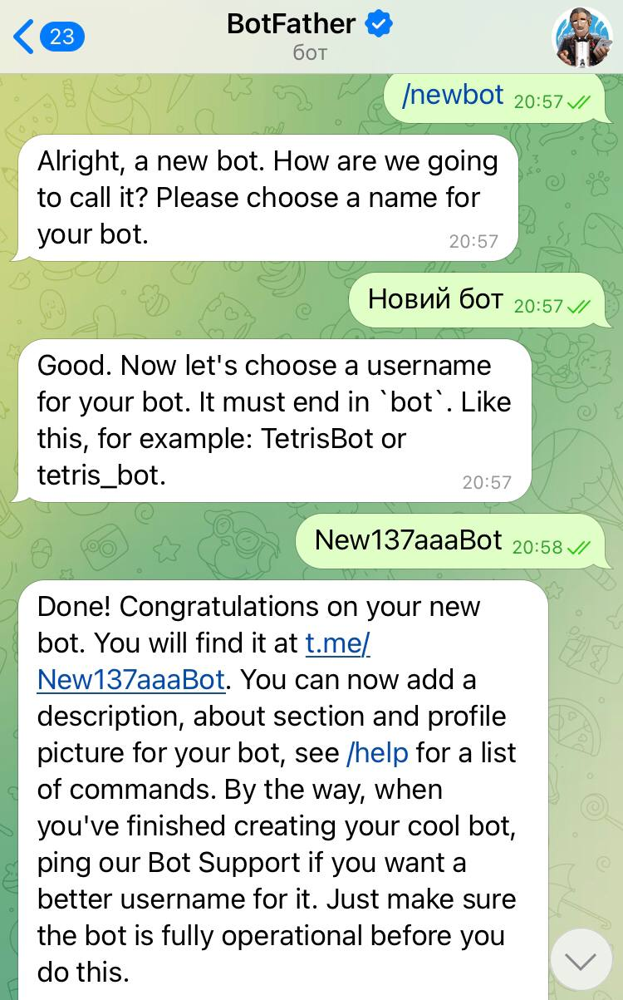 23
BotFather
бот
/newbot 20:57
Alright, a new bot. How are we going
to call it? Please choose a name for
your bot. 20:57
Новий бот 20:57
Good. Now let's choose a username
for your bot. It must end in `bot`. Like
this, for example: TetrisBot or
tetris_bot. 20:57
New137aaaBot 20:58
Done! Congratulations on your new
bot. You will find it at t.me/
New137aaaBot. You can now add a
description, about section and profile
picture for your bot, see /help for a list
of commands. By the way, when
you've finished creating your cool bot,
ping our Bot Support if you want a
better username for it. Just make sure
the bot is fully operational before you
do this.